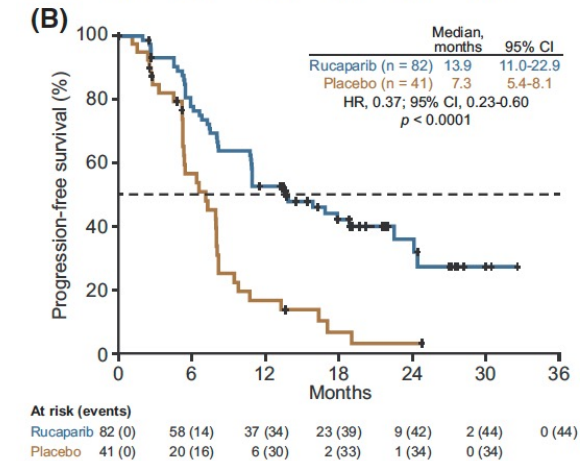 (B)
Median, months 95% CI
Rucaparib (n = 82) 13.9 11.0-22.9
Placebo (n = 41) 7.3 5.4-8.1
HR, 0.37; 95% CI, 0.23-0.60
p < 0.0001
Progression-free survival (%)
100
80
60
40
20
0
0 6 12 18 24 30 36
Months
At risk (events)
Rucaparib 82 (0) 58 (14) 37 (34) 23 (39) 9 (42) 2 (44) 0 (44)
Placebo 41 (0) 20 (16) 6 (30) 2 (33) 1 (34) 0 (34)